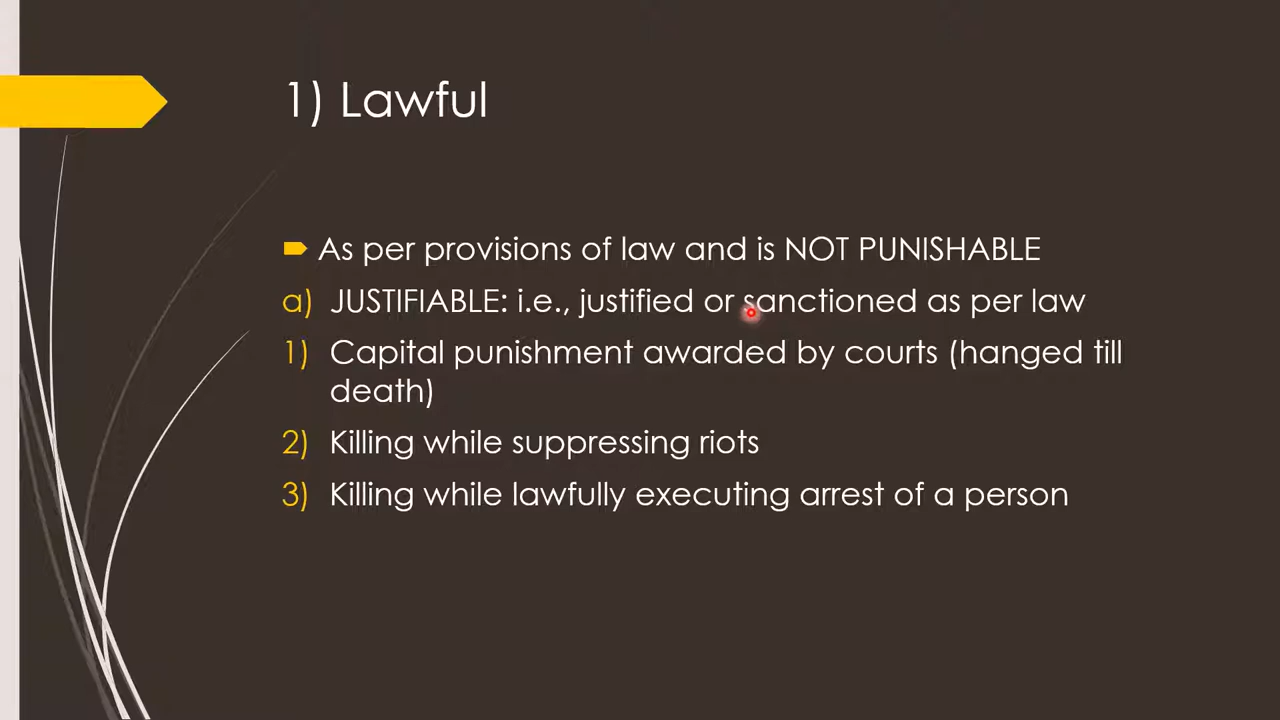 1) Lawful
As per provisions of law and is NOT PUNISHABLE
a) JUSTIFIABLE: i.e., justified or sanctioned as per law
1) Capital punishment awarded by courts (hanged till
death)
2) Killing while suppressing riots
3) Killing while lawfully executing arrest of a person